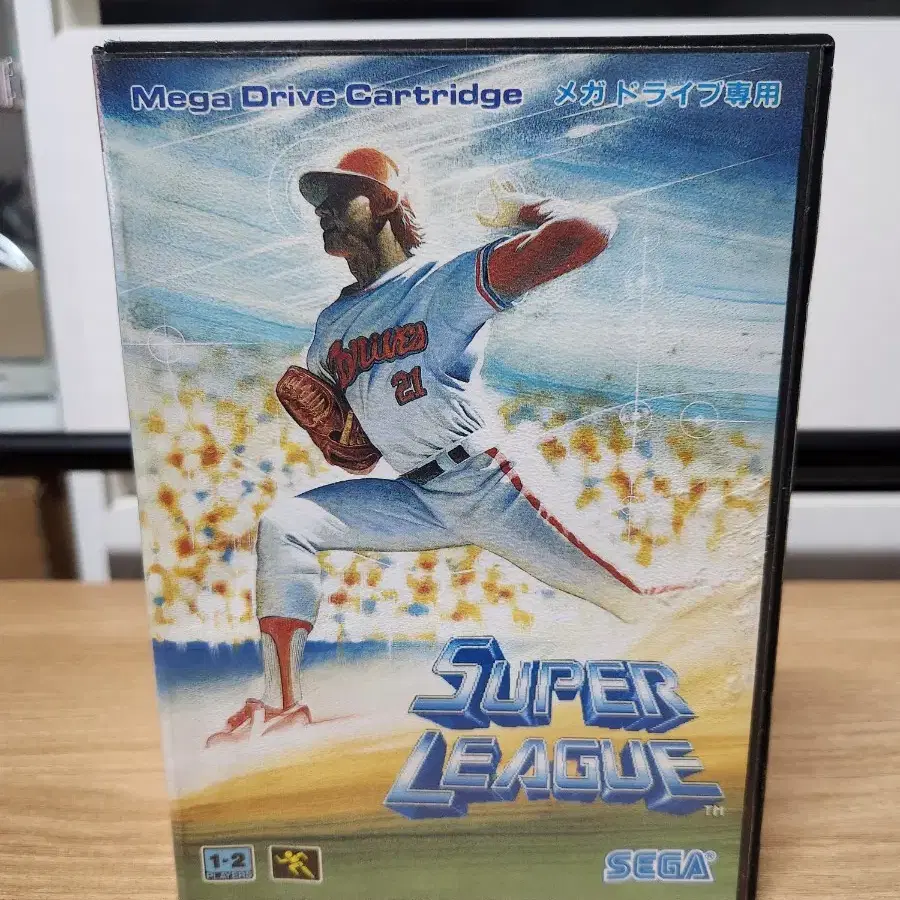 Mega Drive Cartridge メガドライブ専用
21
SUPER
LEAGUE
TM
1-2
PLAYERS
SEGA®